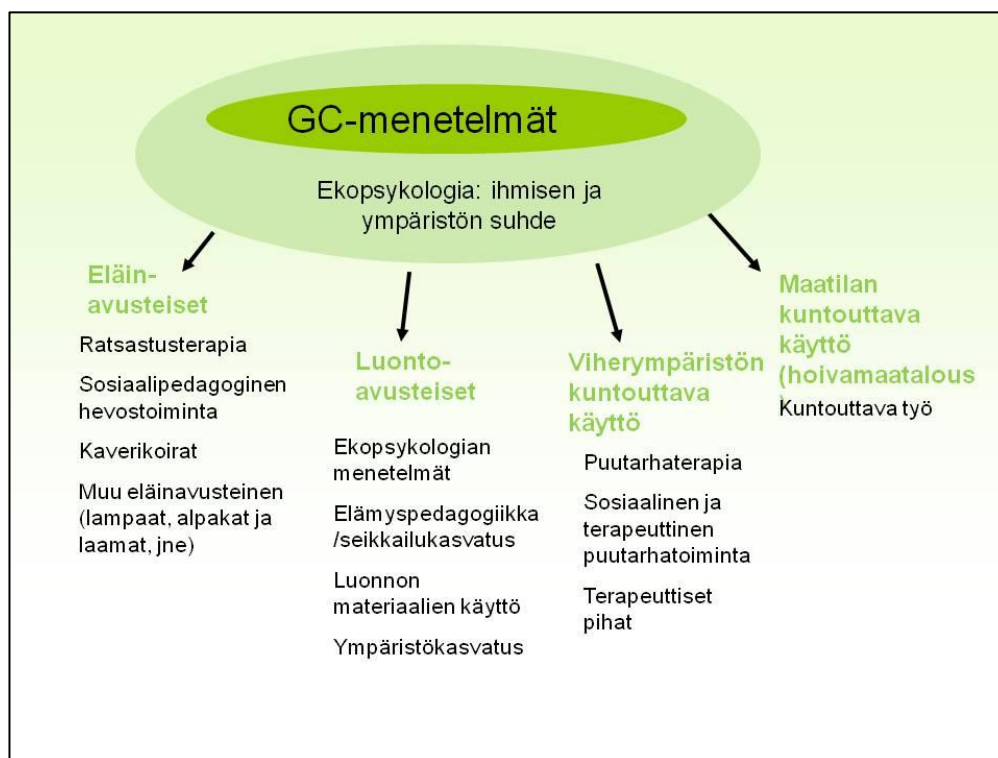 GC-menetelmät
Ekopsykologia: ihmisen ja
ympäristön suhde
Eläin-
avusteiset
Ratsastusterapia
Sosiaalipedagoginen
hevostoiminta
Kaverikoirat
Muu eläinavusteinen
(lampaat, alpakat ja
laamat, jne)
Luonto-
avusteiset
Ekopsykologian
menetelmät
Elämyspedagogiikka
/seikkailukasvatus
Luonnon
materiaalien käyttö
Ympäristökasvatus
Viherympäristön
kuntouttava
käyttö
Puutarhaterapia
Sosiaalinen ja
terapeuttinen
puutarhatoiminta
Terapeuttiset
pihat
Maatilan
kuntouttava
käyttö
(hoivamaatalous
)
Kuntouttava työ